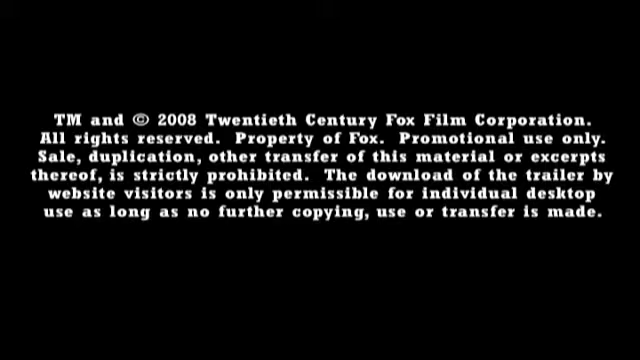 TM and © 2008 Twentieth Century Fox Film Corporation.
All rights reserved. Property of Fox. Promotional use only.
Sale, duplication, other transfer of this material or excerpts
thereof, is strictly prohibited. The download of the trailer by
website visitors is only permissible for individual desktop
use as long as no further copying, use or transfer is made.